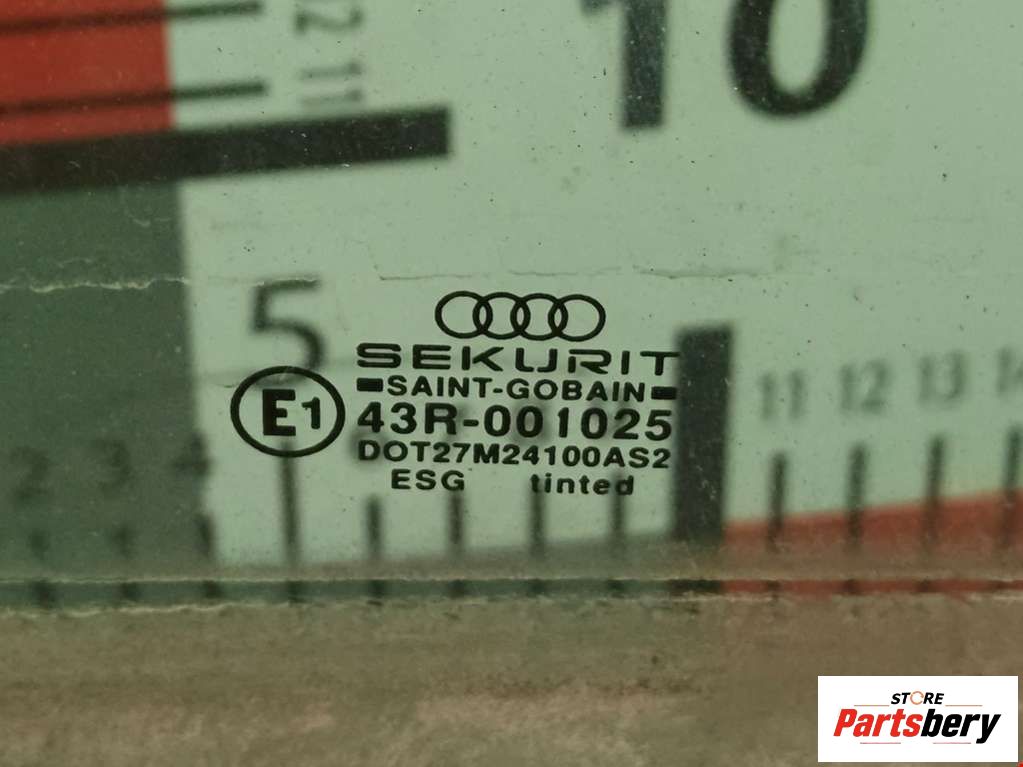 12 11
10
5
SEKURIT
SAINT-GOBAIN
E1 43R-001025
DOT27M24100AS2
ESG tinted
2 3 4
11 12 13 14
STORE
Partsbery